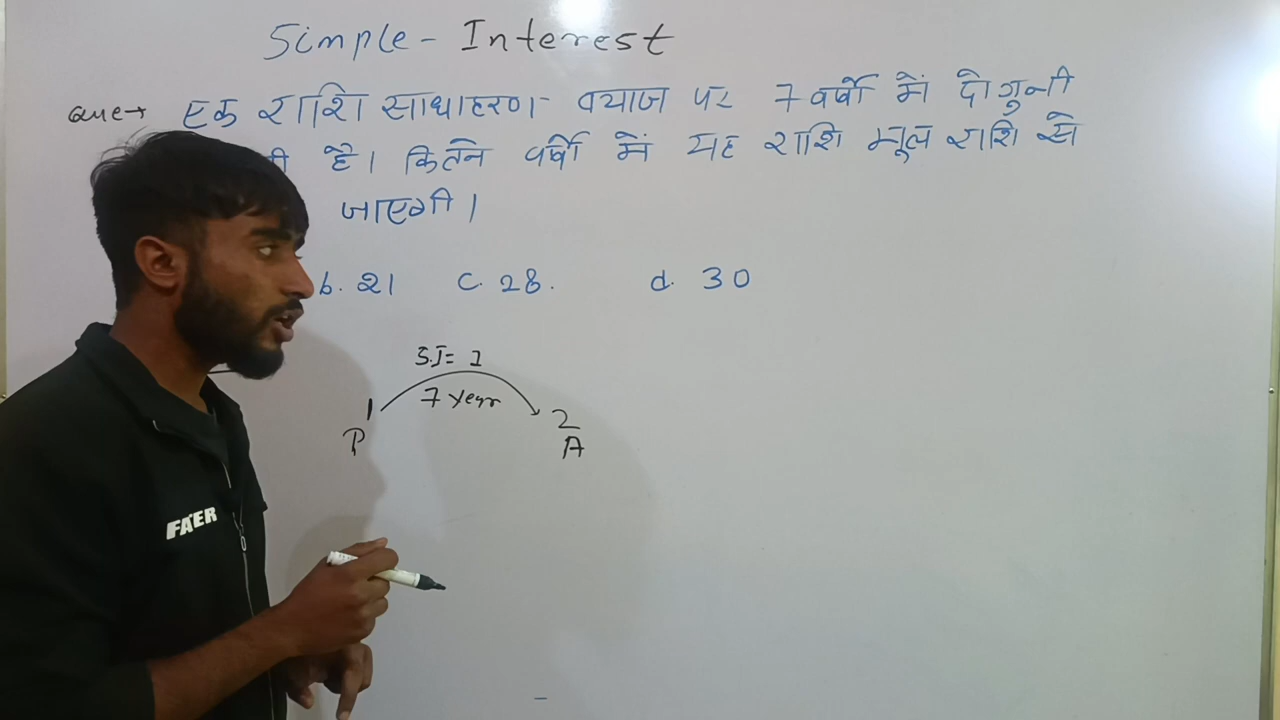 Simple - Interest
Que→ एक राशि साधाहरण ब्याज पर 7 वर्षो में दोगुनी
है। कितने वर्षो में यह राशि मूल राशि से
जाएगी।
b. 21 c. 28. d. 30
S.I= 1
7 year
1 2
P A
FAER